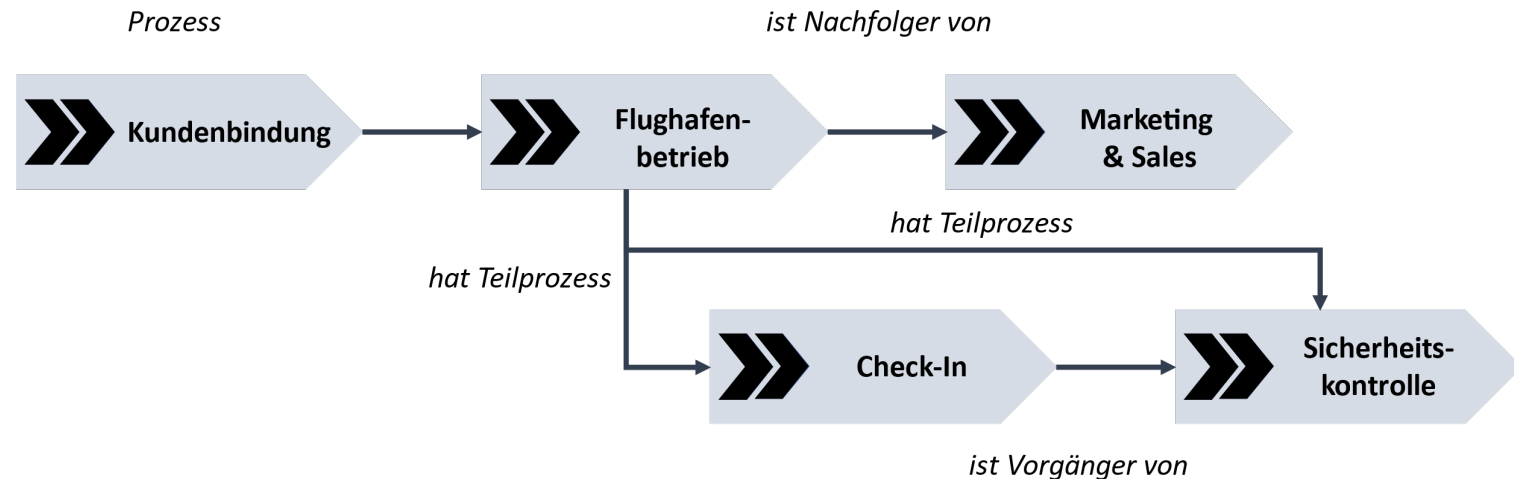 Prozess
ist Nachfolger von
Kundenbindung
Flughafen-
betrieb
Marketing
& Sales
hat Teilprozess
hat Teilprozess
Check-In
Sicherheits-
kontrolle
ist Vorgänger von